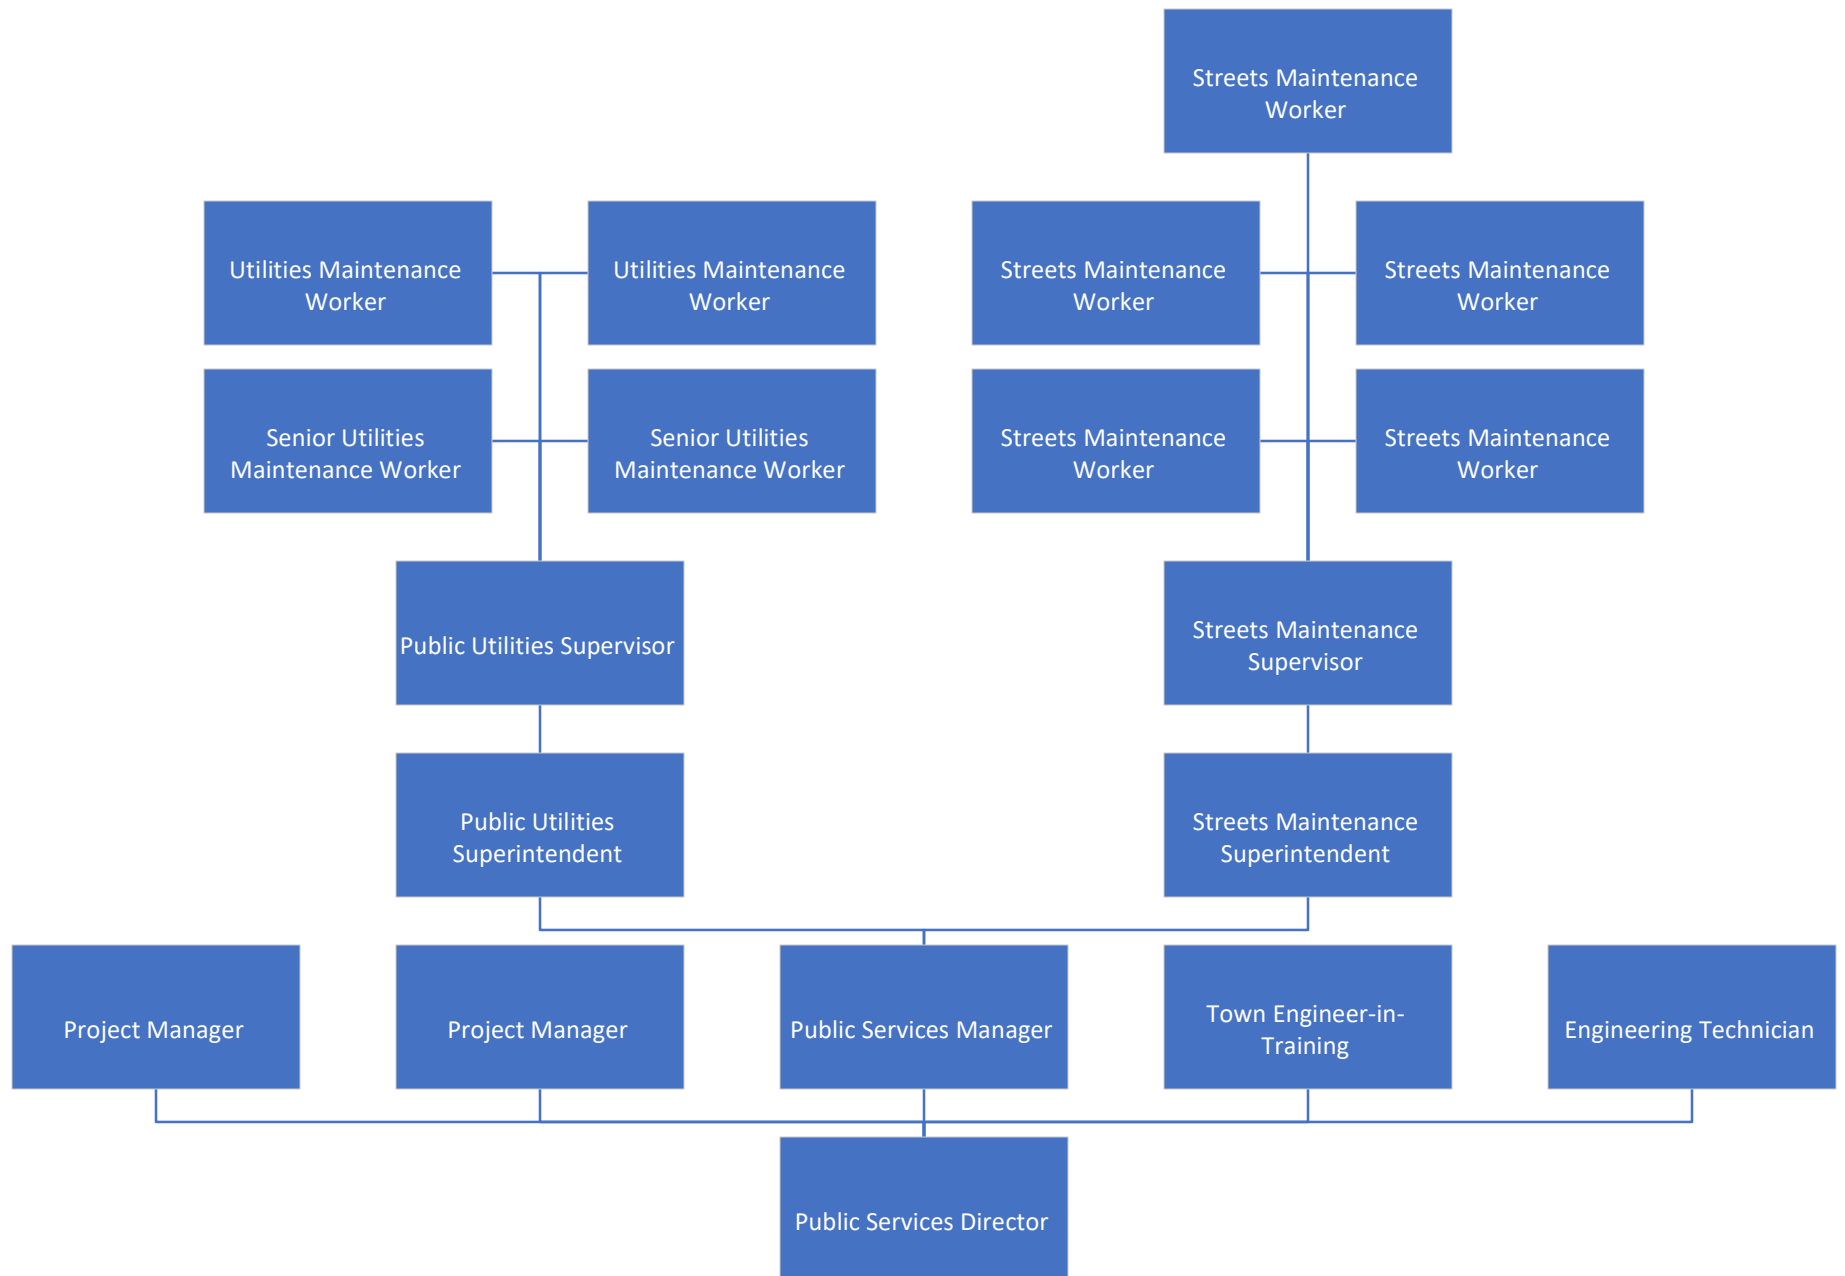 Streets Maintenance
Worker
Utilities Maintenance
Worker
Utilities Maintenance
Worker
Streets Maintenance
Worker
Streets Maintenance
Worker
Senior Utilities
Maintenance Worker
Senior Utilities
Maintenance Worker
Streets Maintenance
Worker
Streets Maintenance
Worker
Public Utilities Supervisor
Streets Maintenance
Supervisor
Public Utilities
Superintendent
Streets Maintenance
Superintendent
Project Manager
Project Manager
Public Services Manager
Town Engineer-in-
Training
Engineering Technician
Public Services Director